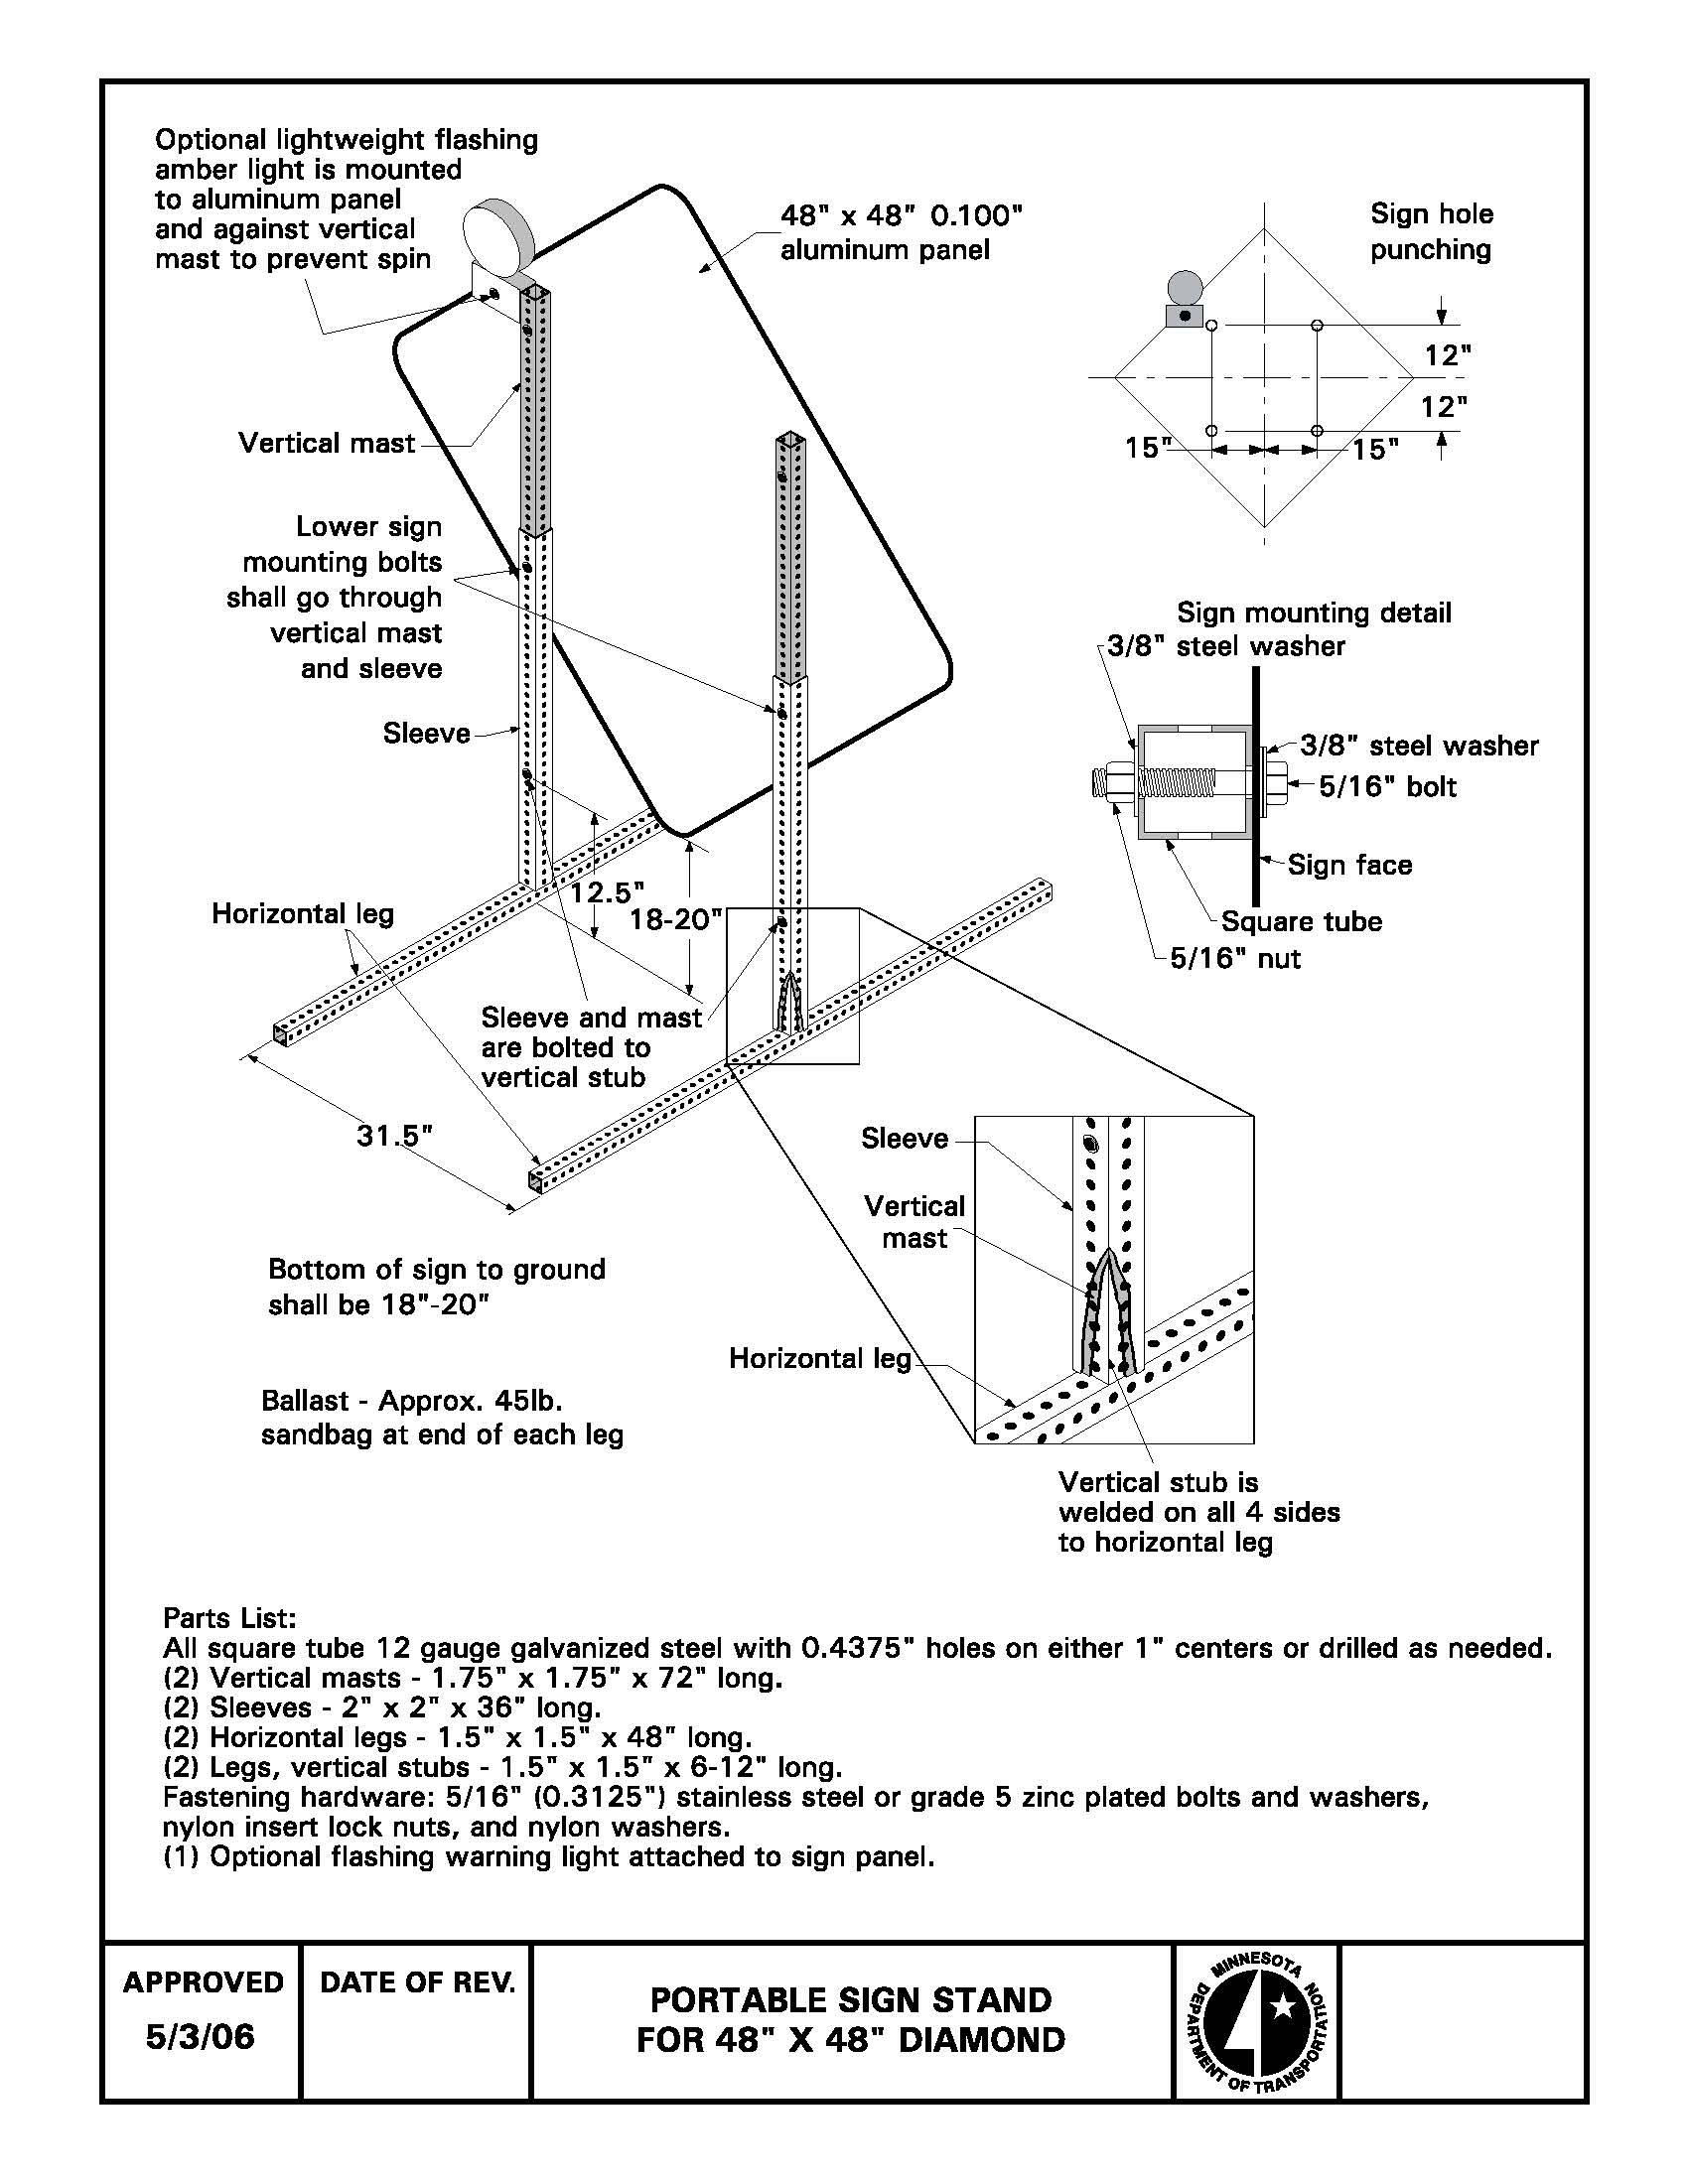 Optional lightweight flashing
amber light is mounted
to aluminum panel
and against vertical
mast to prevent spin
48" x 48" 0.100"
aluminum panel
Sign hole
punching
12"
12"
15"
15"
Vertical mast
Lower sign
mounting bolts
shall go through
vertical mast
and sleeve
Sleeve
Sign mounting detail
3/8" steel washer
3/8" steel washer
5/16" bolt
Sign face
Square tube
5/16" nut
12.5"
18-20"
Horizontal leg
Sleeve and mast
are bolted to
vertical stub
31.5"
Sleeve
Vertical
mast
Horizontal leg
Vertical stub is
welded on all 4 sides
to horizontal leg
Bottom of sign to ground
shall be 18"-20"
Ballast - Approx. 45lb.
sandbag at end of each leg
Parts List:
All square tube 12 gauge galvanized steel with 0.4375" holes on either 1" centers or drilled as needed.
(2) Vertical masts - 1.75" x 1.75" x 72" long.
(2) Sleeves - 2" x 2" x 36" long.
(2) Horizontal legs - 1.5" x 1.5" x 48" long.
(2) Legs, vertical stubs - 1.5" x 1.5" x 6-12" long.
Fastening hardware: 5/16" (0.3125") stainless steel or grade 5 zinc plated bolts and washers,
nylon insert lock nuts, and nylon washers.
(1) Optional flashing warning light attached to sign panel.
APPROVED
5/3/06
DATE OF REV.
PORTABLE SIGN STAND
FOR 48" X 48" DIAMOND
MINNESOTA
DEPARTMENT OF TRANSPORTATION